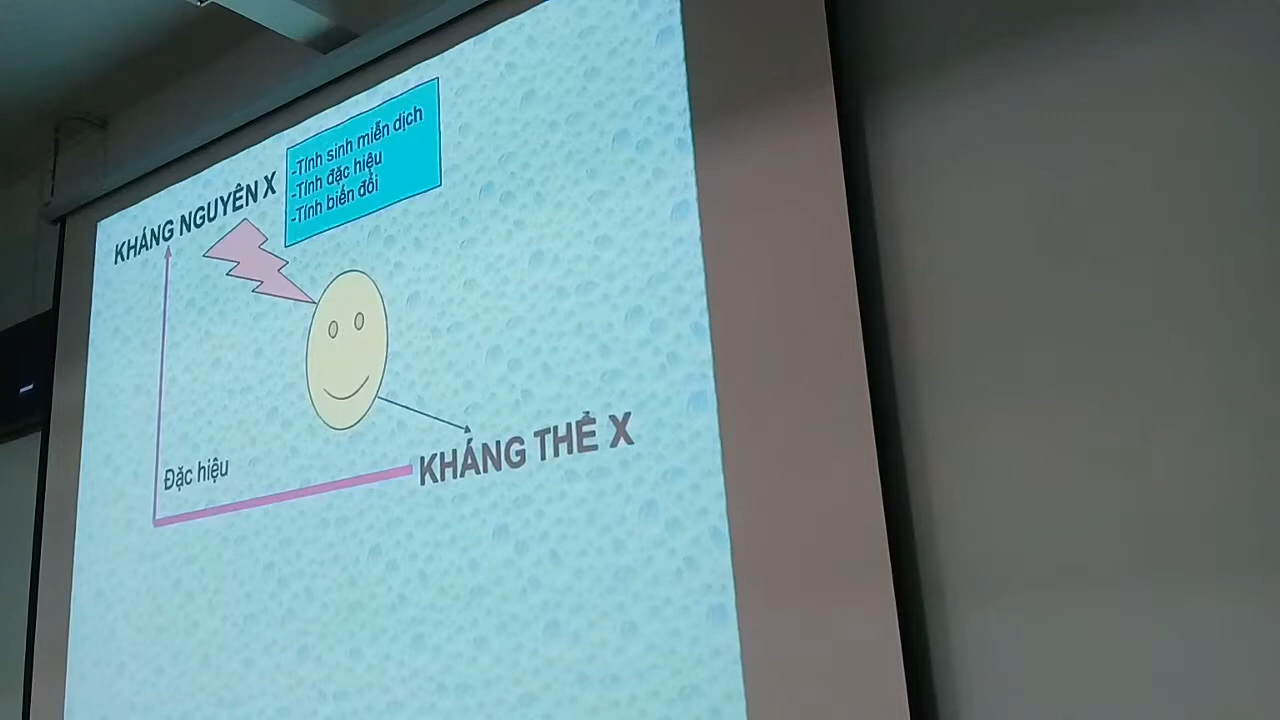 KHÁNG NGUYÊN X
-Tính sinh miễn dịch
-Tính đặc hiệu
-Tính biến đổi
KHÁNG THỂ X
Đặc hiệu